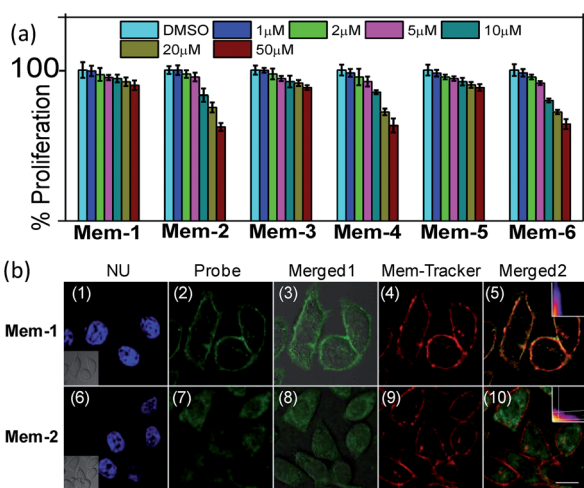 (a)
DMSO 1μM 2μM 5μM 10μM
20μM 50μM
100
% Proliferation
Mem-1 Mem-2 Mem-3 Mem-4 Mem-5 Mem-6
(b)
NU Probe Merged1 Mem-Tracker Merged2
Mem-1
(1) (2) (3) (4) (5)
Mem-2
(6) (7) (8) (9) (10)